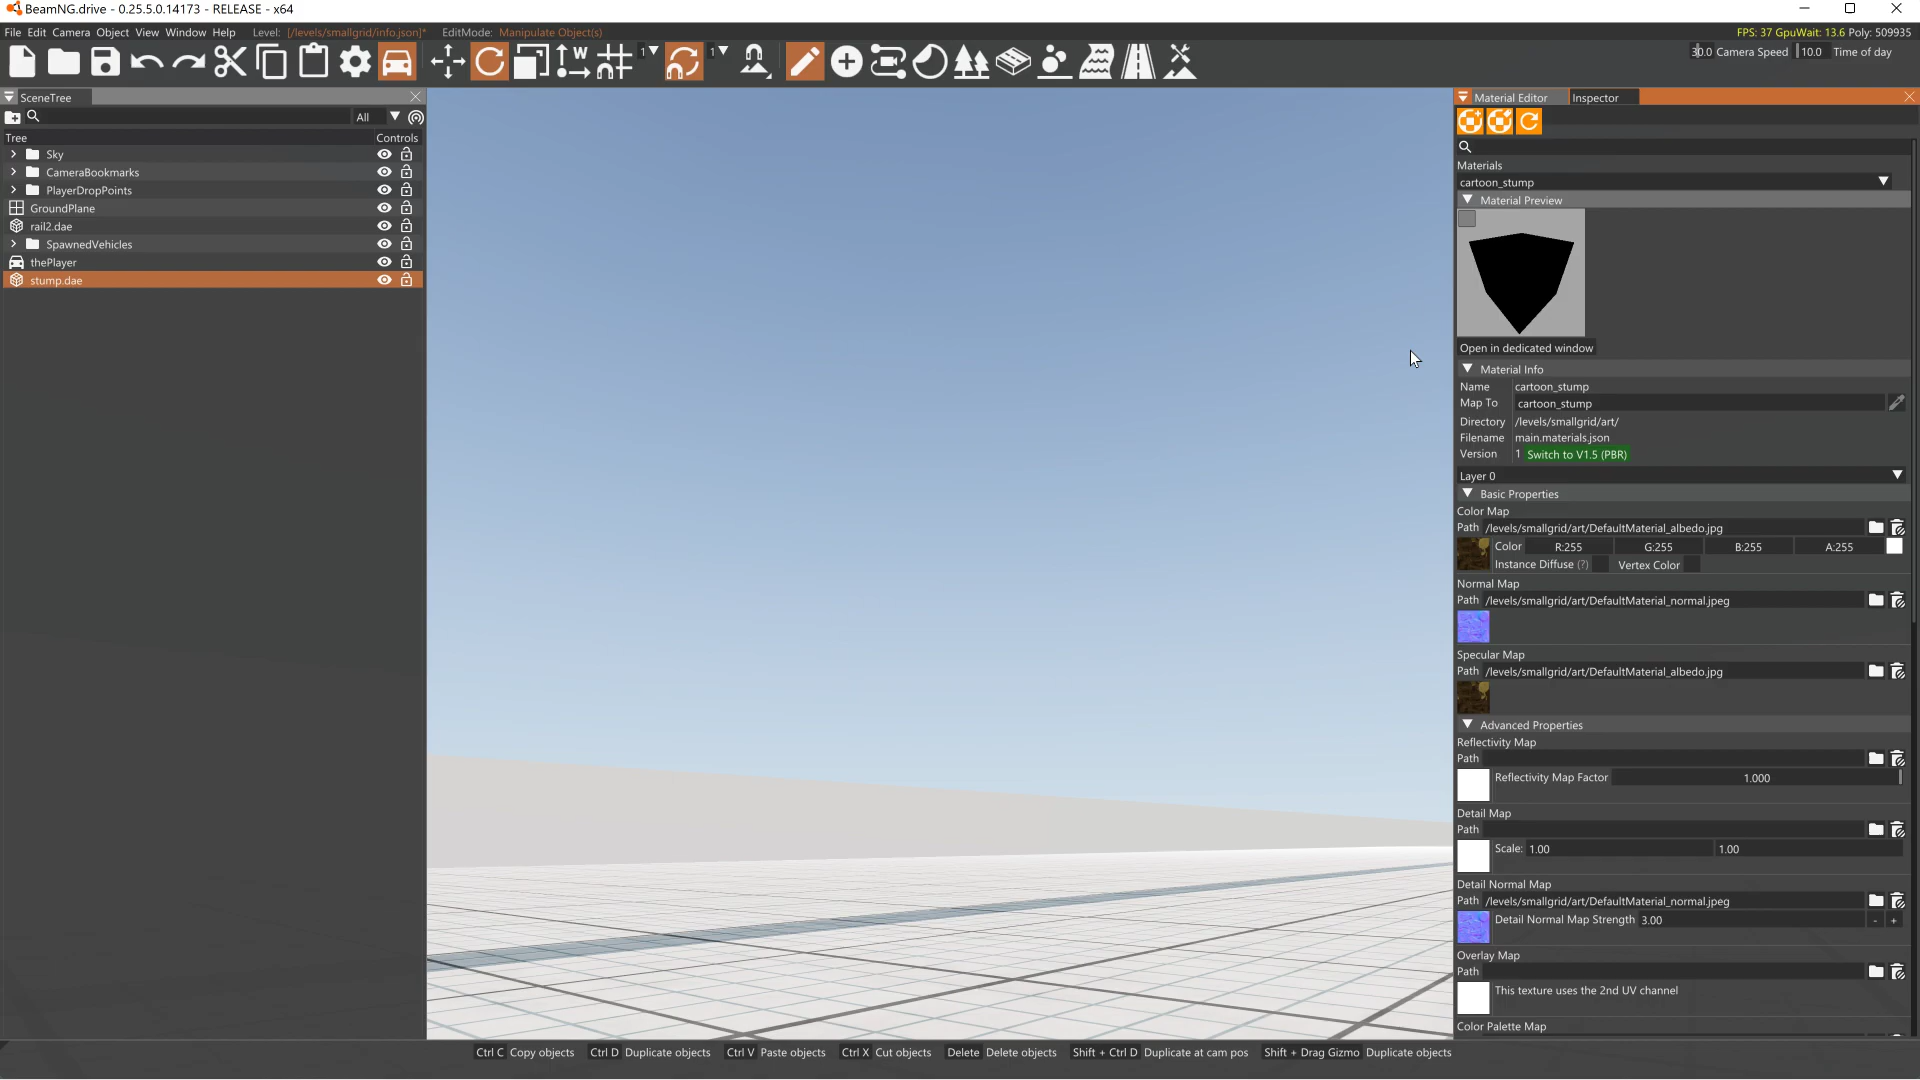 BeamNG.drive - 0.25.5.0.14173 - RELEASE - x64
File Edit Camera Object View Window Help Level: [/levels/smallgrid/info.json]* EditMode: Manipulate Object(s) FPS: 37 GpuWait: 13.6 Poly: 509935
W 1 1 30.0 Camera Speed 10.0 Time of day
SceneTree
All
Tree Controls
Sky
CameraBookmarks
PlayerDropPoints
GroundPlane
rail2.dae
SpawnedVehicles
thePlayer
stump.dae
Material Editor Inspector
Materials
cartoon_stump
Material Preview
Open in dedicated window
Material Info
Name cartoon_stump
Map To cartoon_stump
Directory /levels/smallgrid/art/
Filename main.materials.json
Version 1 Switch to V1.5 (PBR)
Layer 0
Basic Properties
Color Map
Path /levels/smallgrid/art/DefaultMaterial_albedo.jpg
Color R:255 G:255 B:255 A:255
Instance Diffuse (?) Vertex Color
Normal Map
Path /levels/smallgrid/art/DefaultMaterial_normal.jpeg
Specular Map
Path /levels/smallgrid/art/DefaultMaterial_albedo.jpg
Advanced Properties
Reflectivity Map
Path
Reflectivity Map Factor 1.000
Detail Map
Path
Scale: 1.00 1.00
Detail Normal Map
Path /levels/smallgrid/art/DefaultMaterial_normal.jpeg
Detail Normal Map Strength 3.00 - +
Overlay Map
Path
This texture uses the 2nd UV channel
Color Palette Map
Ctrl C Copy objects Ctrl D Duplicate objects Ctrl V Paste objects Ctrl X Cut objects Delete Delete objects Shift + Ctrl D Duplicate at cam pos Shift + Drag Gizmo Duplicate objects